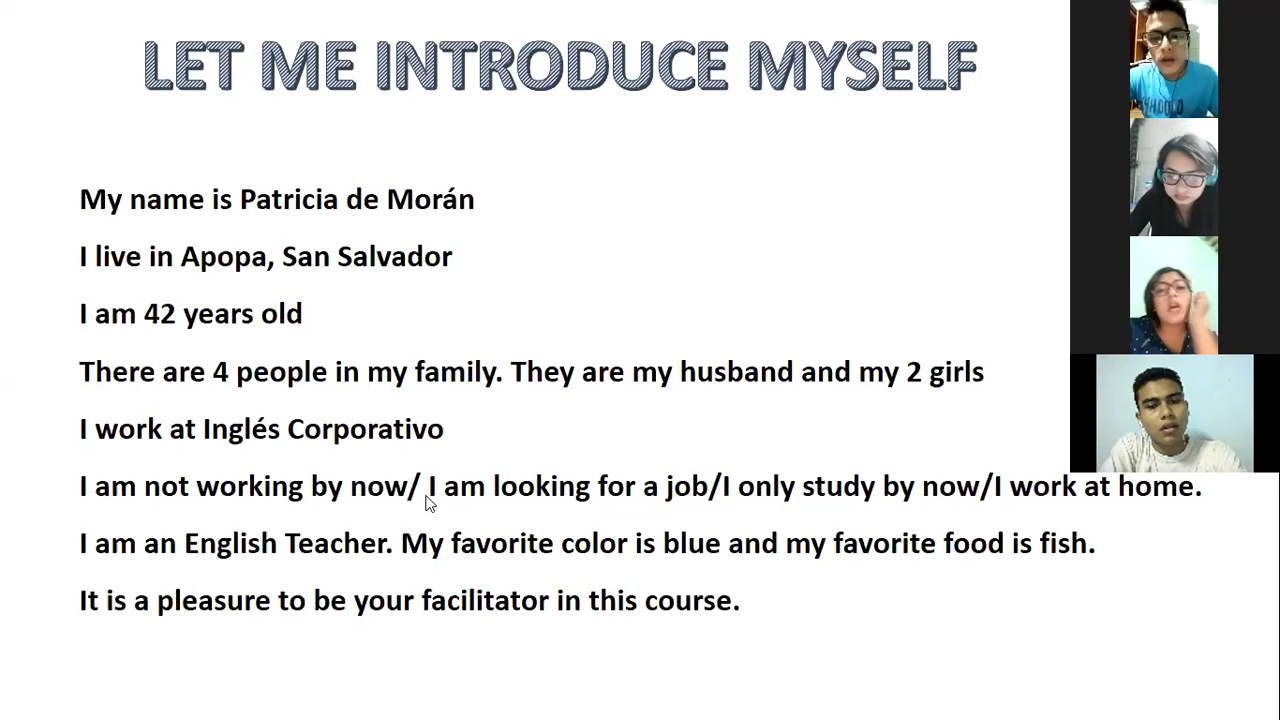 LET ME INTRODUCE MYSELF
My name is Patricia de Morán
I live in Apopa, San Salvador
I am 42 years old
There are 4 people in my family. They are my husband and my 2 girls
I work at Inglés Corporativo
I am not working by now/ I am looking for a job/I only study by now/I work at home.
I am an English Teacher. My favorite color is blue and my favorite food is fish.
It is a pleasure to be your facilitator in this course.